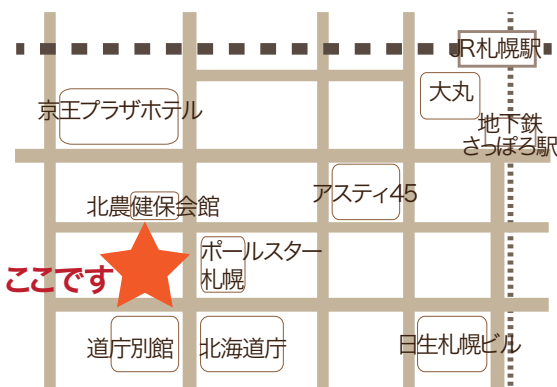 JR札幌駅
大丸
京王プラザホテル
地下鉄
さっぽろ駅
アスティ45
北農健保会館
ポールスター
札幌
ここです
道庁別館
北海道庁
日生札幌ビル